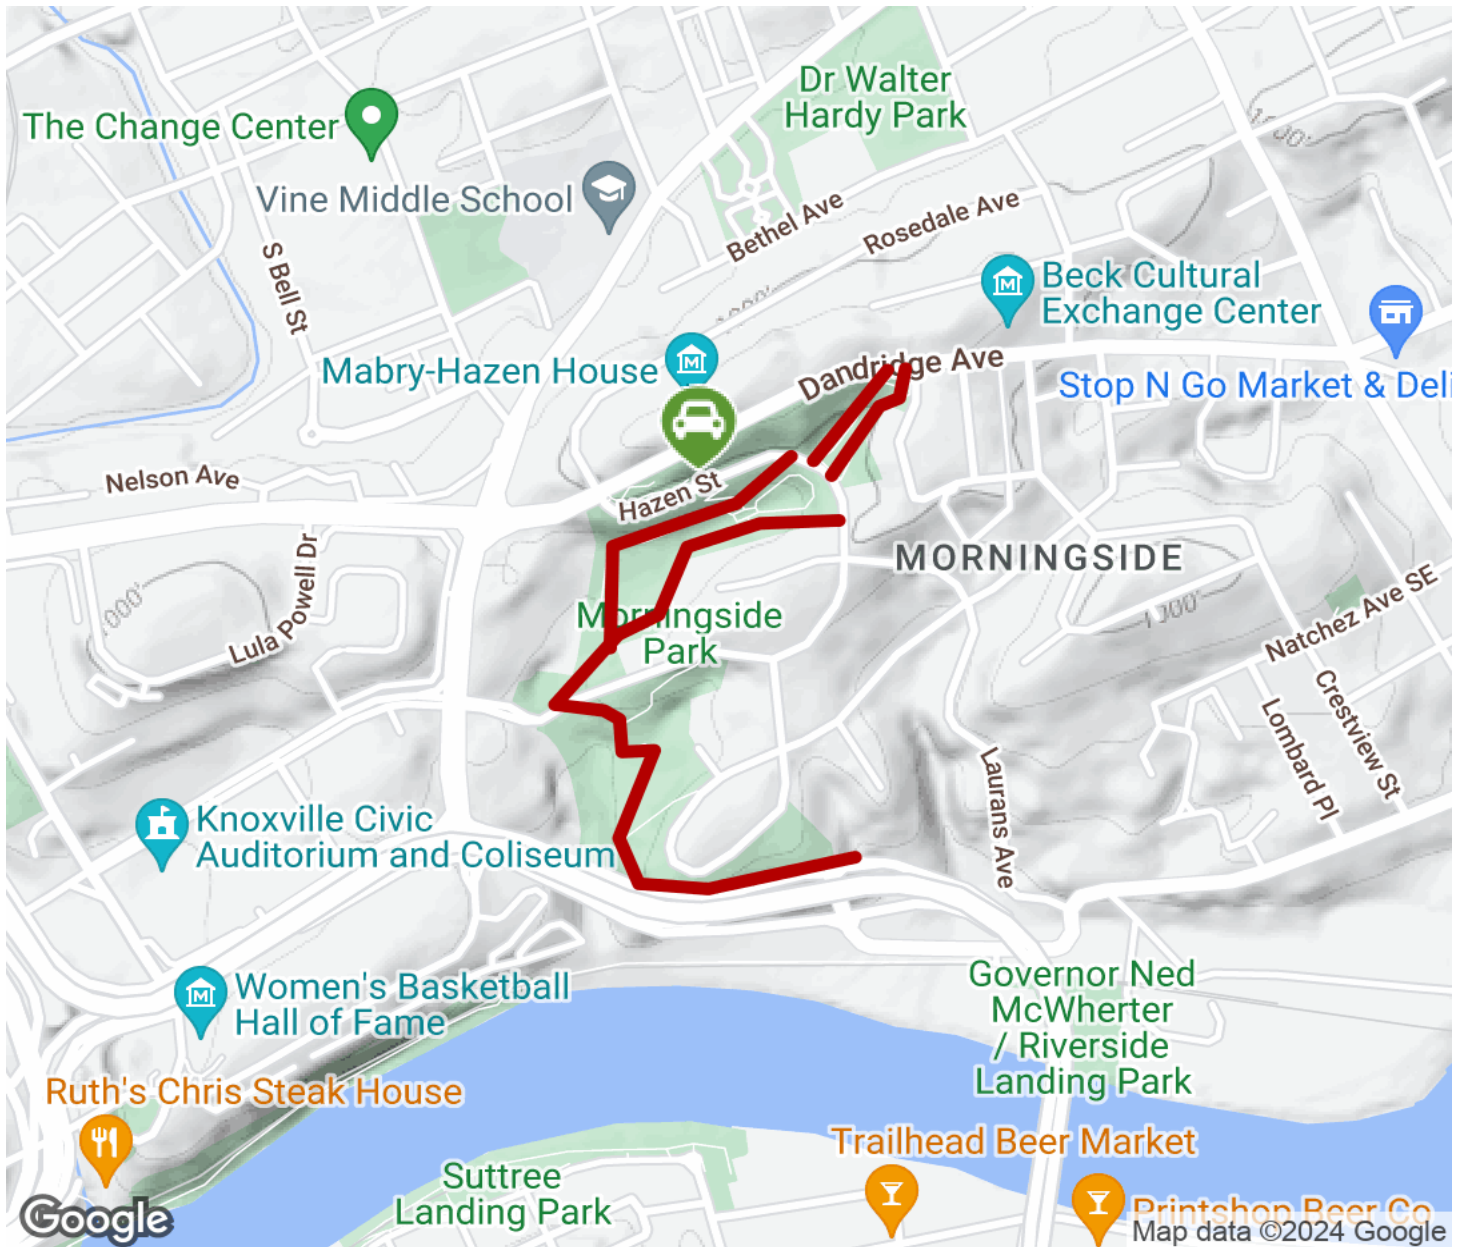 Dr Walter
Hardy Park
The Change Center
1000'
Vine Middle School
Bethel Ave
Rosedale Ave
S Bell St
Beck Cultural
Exchange Center
1000'
Mabry-Hazen House
Dandridge Ave
Stop N Go Market & Deli
Nelson Ave
Hazen St
MORNINGSIDE
Lula Powell Dr
1000'
Morningside
Park
Natchez Ave SE
Crestview St
Lombard Pl
Laurans Ave
Knoxville Civic
Auditorium and Coliseum
Women's Basketball
Hall of Fame
Governor Ned
McWherter
/ Riverside
Landing Park
Ruth's Chris Steak House
Trailhead Beer Market
Suttree
Landing Park
Printshop Beer Co
Google
Map data ©2024 Google